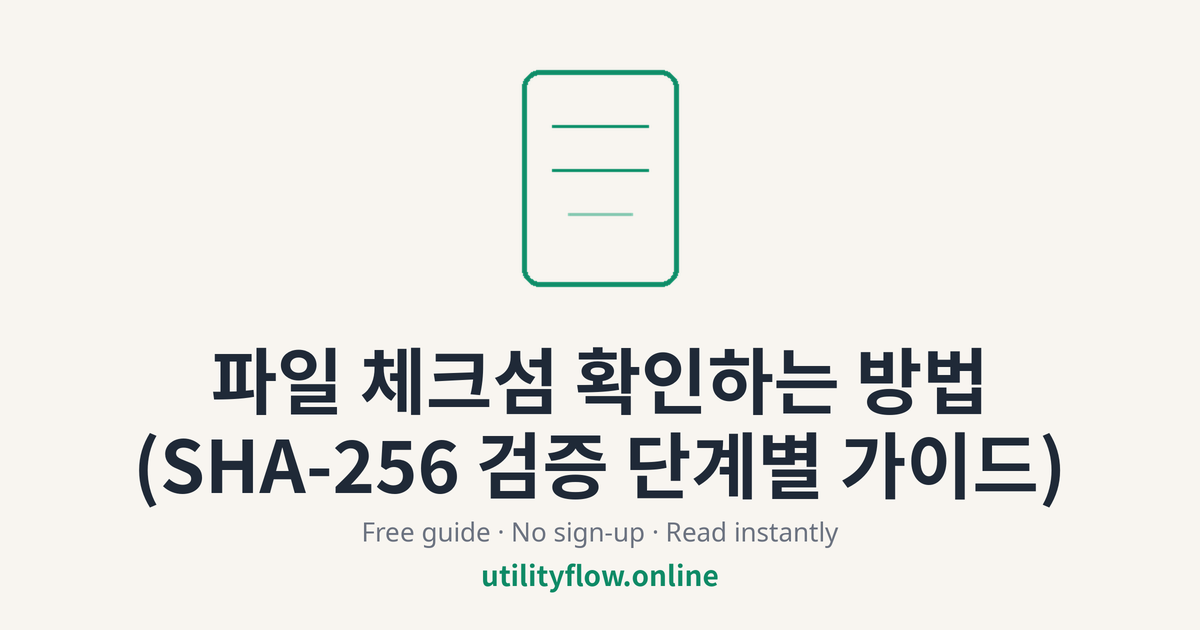 파일 체크섬 확인하는 방법
(SHA-256 검증 단계별 가이드)
Free guide · No sign-up · Read instantly
utilityflow.online